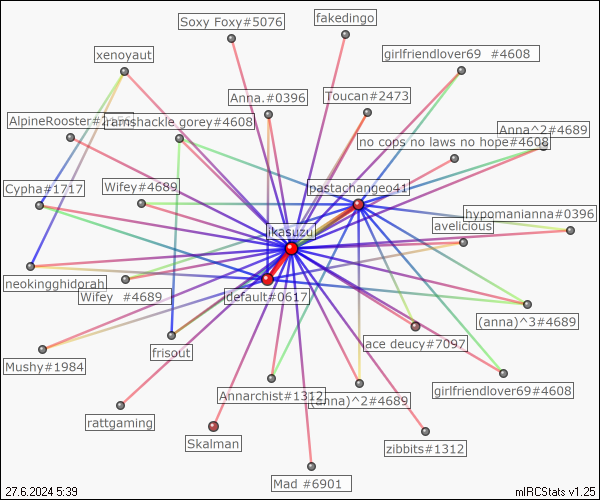 Soxy Foxy#5076
fakedingo
xenoyaut
girlfriendlover69 #4608
Anna.#0396
Toucan#2473
AlpineRooster#2
ramshackle gorey#4608
Anna^2#4689
no cops no laws no hope#4608
Cypha#1717
Wifey#4689
pastachangeo41
hypomanianna#0396
avelicious
ikasuzu
neokingghidorah
Wifey #4689
default#0617
(anna)^3#4689
ace deucy#7097
Mushy#1984
frisout
Annarchist#1312
(anna)^2#4689
girlfriendlover69#4608
rattgaming
Skalman
zibbits#1312
Mad #6901
27.6.2024 5:39
mIRCStats v1.25